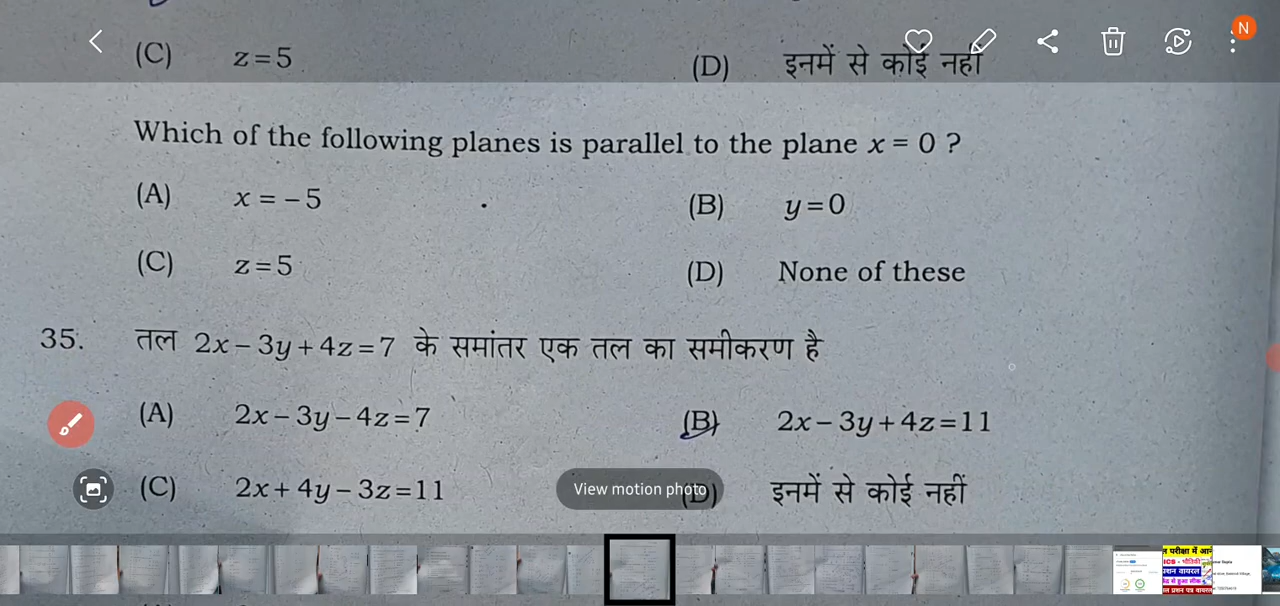 N
(C) z=5 (D) इनमें से कोई नहीं
Which of the following planes is parallel to the plane x = 0 ?
(A) x = – 5 (B) y=0
(C) z=5 (D) None of these
35. तल 2x – 3y + 4z = 7 के समांतर एक तल का समीकरण है
(A) 2x – 3y – 4z = 7 (B) 2x – 3y + 4z = 11
(C) 2x + 4y – 3z = 11 (D) इनमें से कोई नहीं
View motion photo